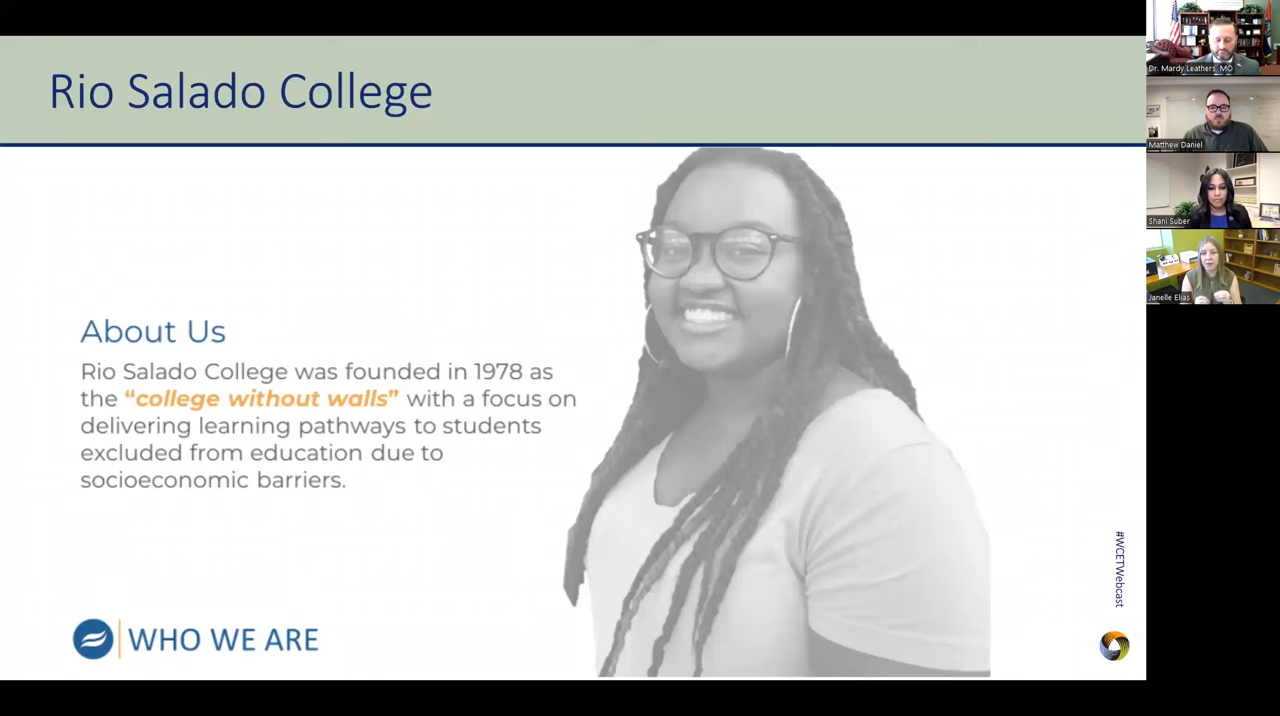 Rio Salado College
About Us
Rio Salado College was founded in 1978 as
the “college without walls” with a focus on
delivering learning pathways to students
excluded from education due to
socioeconomic barriers.
WHO WE ARE
#WCETWebcast
Dr. Mardy Leathers, MO
Matthew Daniel
Shani Suber
Janelle Elias